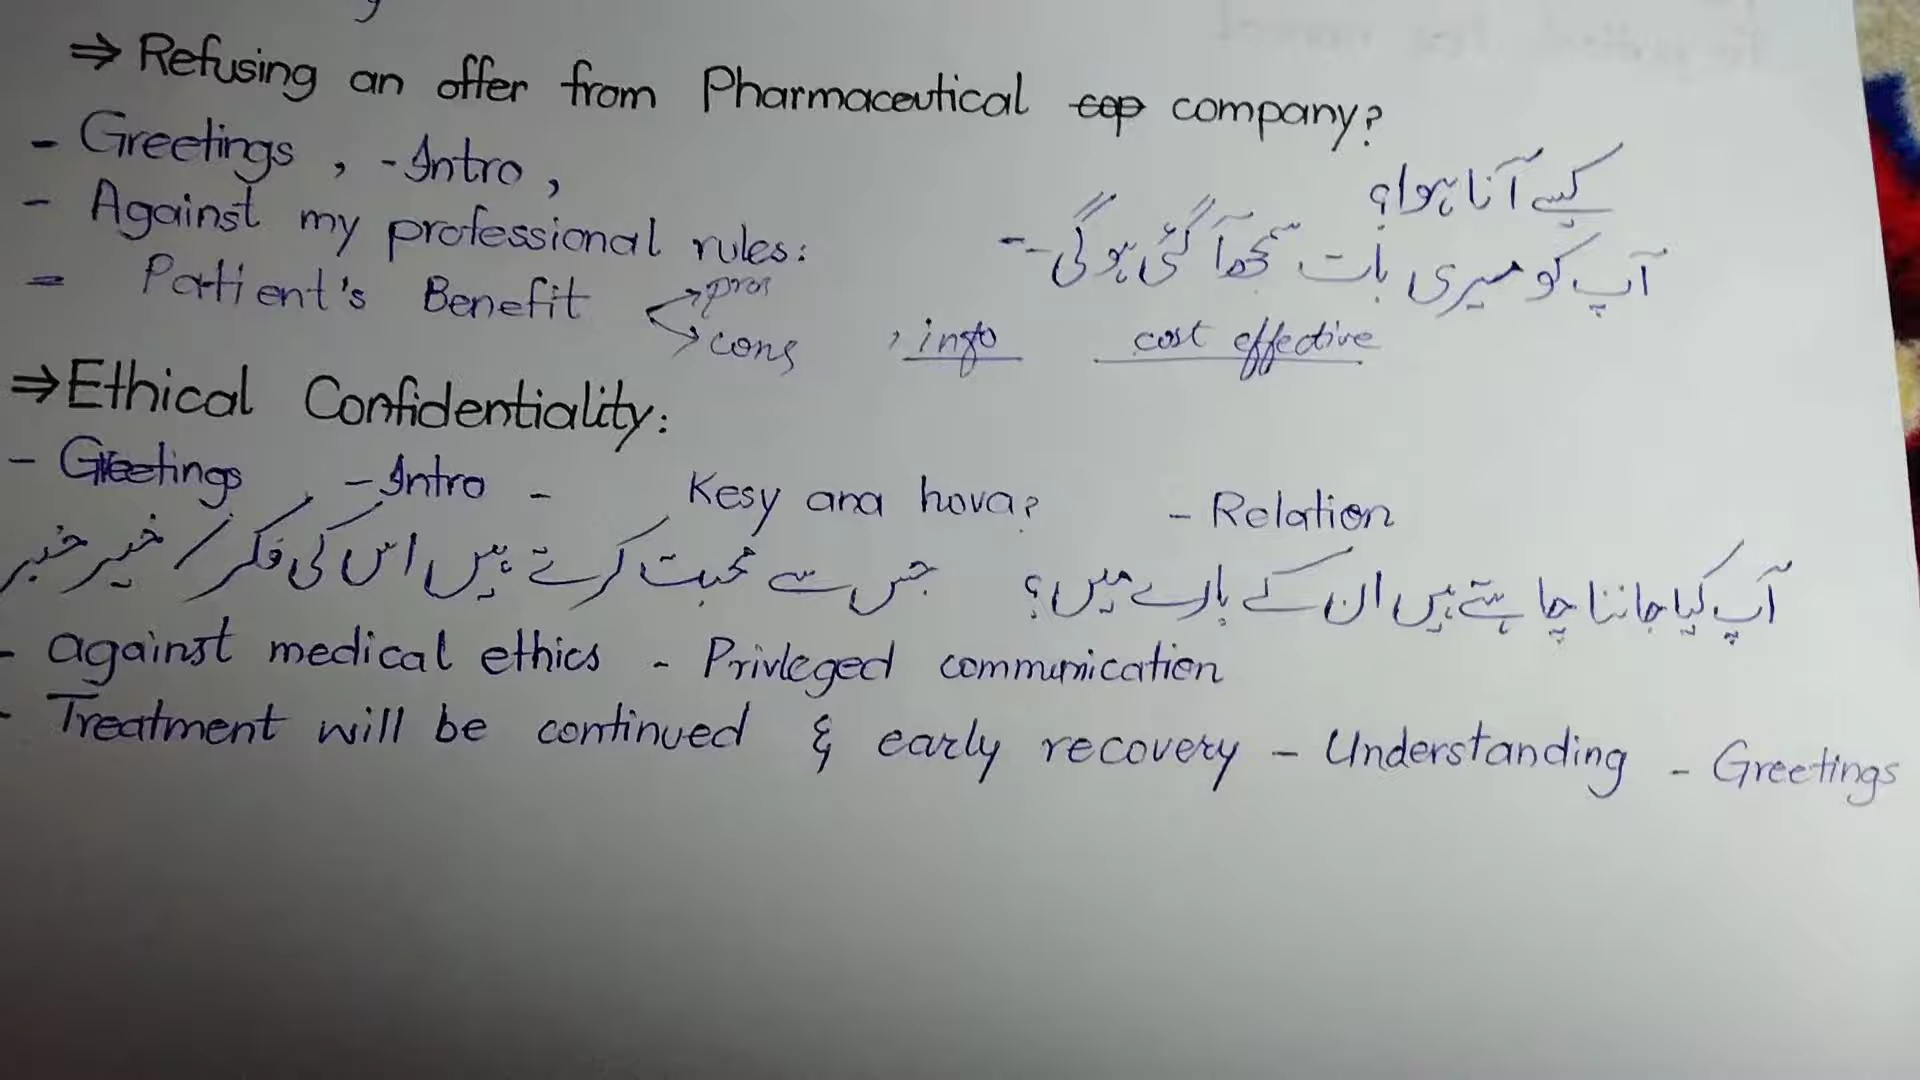 ⇒ Refusing an offer from Pharmaceutical cop company?
- Greetings , - Intro ,
کیسے آنا ہوا؟
- Against my professional rules:
آپ کو میری بات سمجھ آ گئی ہو گی --
- Patient's Benefit → pros → cons , info cost effective
⇒ Ethical Confidentiality:
- Greetings , - Intro - Kesy ana hova? - Relation
آپ کیا جاننا چاہتے ہیں ان کے بارے میں؟ جس سے محبت کرتے ہیں اس کی فکر / خیر خبر
- against medical ethics - Privleged communication
- Treatment will be continued & early recovery - Understanding - Greetings